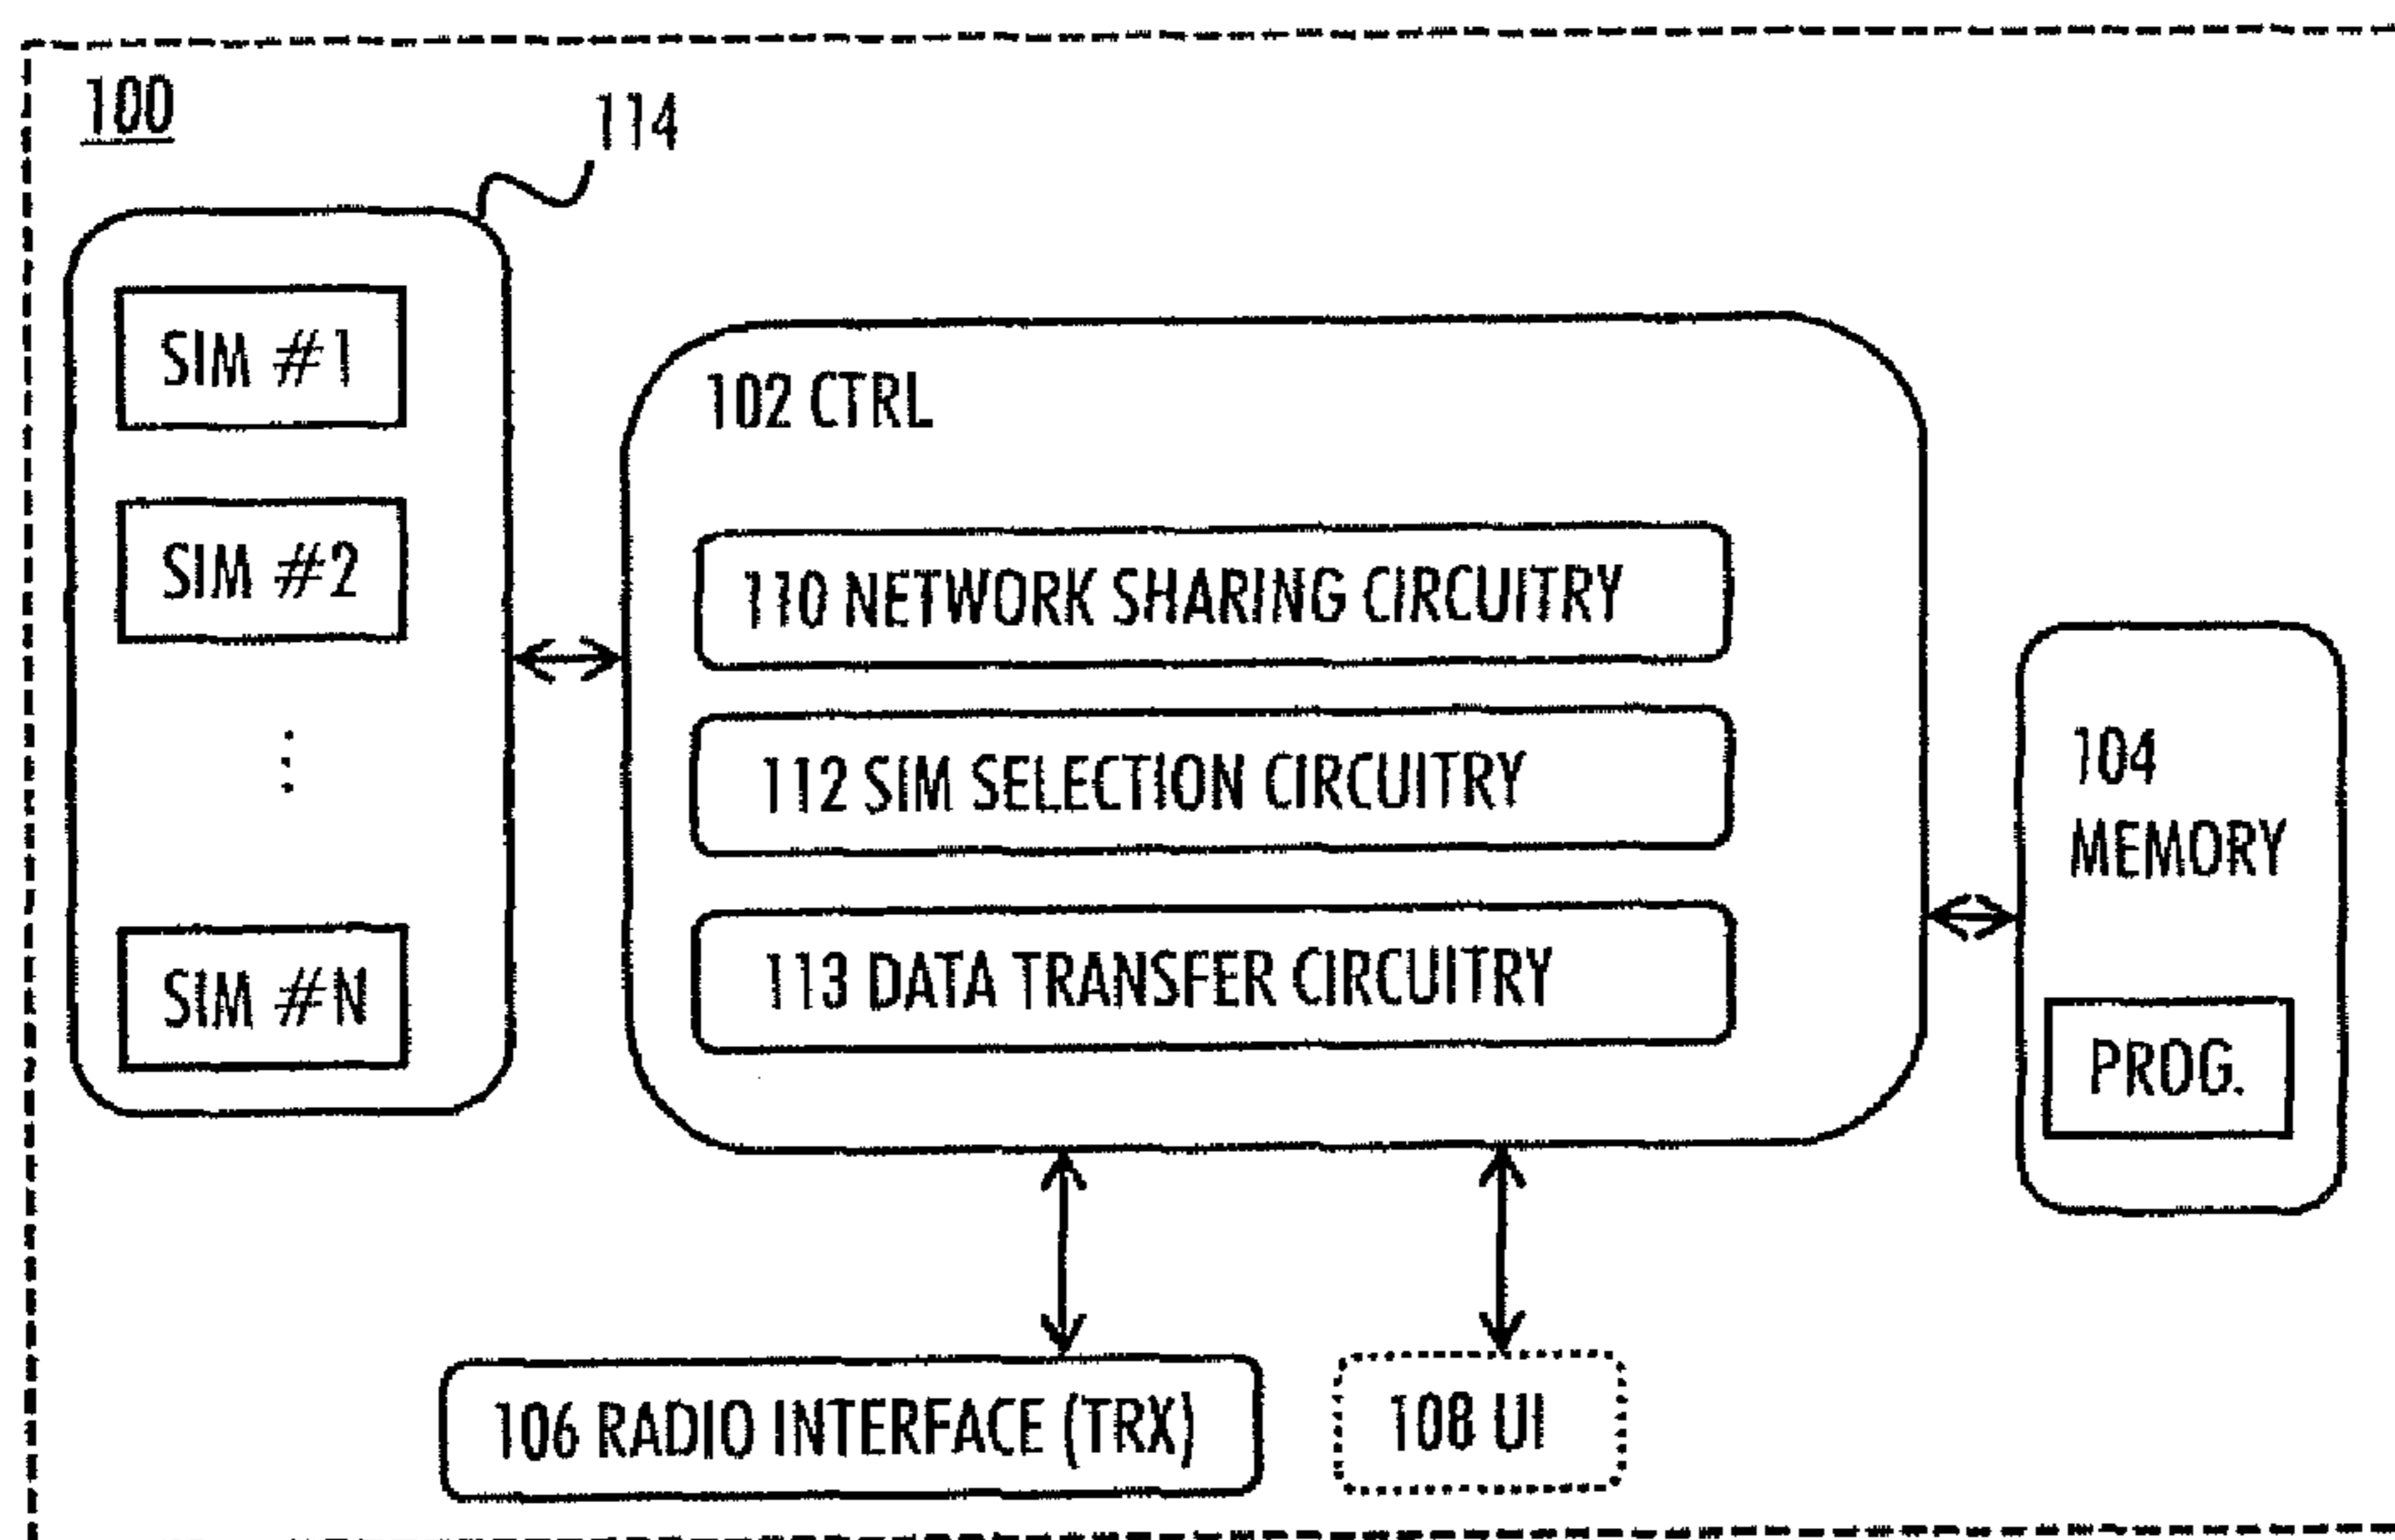 100
114
SIM #1
SIM #2
SIM #N
102 CTRL
110 NETWORK SHARING CIRCUITRY
112 SIM SELECTION CIRCUITRY
113 DATA TRANSFER CIRCUITRY
104
MEMORY
PROG.
106 RADIO INTERFACE (TRX)
108 UI